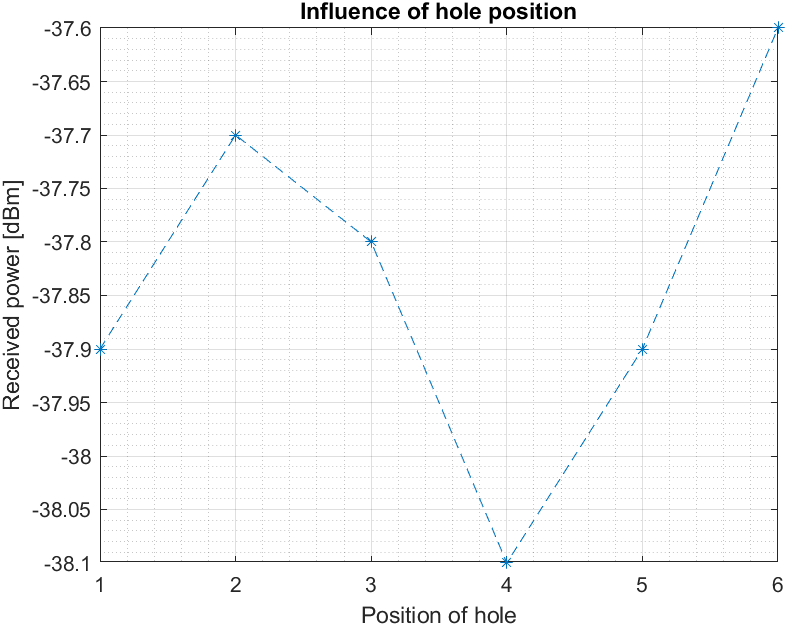 Influence of hole position
-37.6
-37.65
-37.7
-37.75
-37.8
-37.85
-37.9
-37.95
-38
-38.05
-38.1
Received power [dBm]
1 2 3 4 5 6
Position of hole